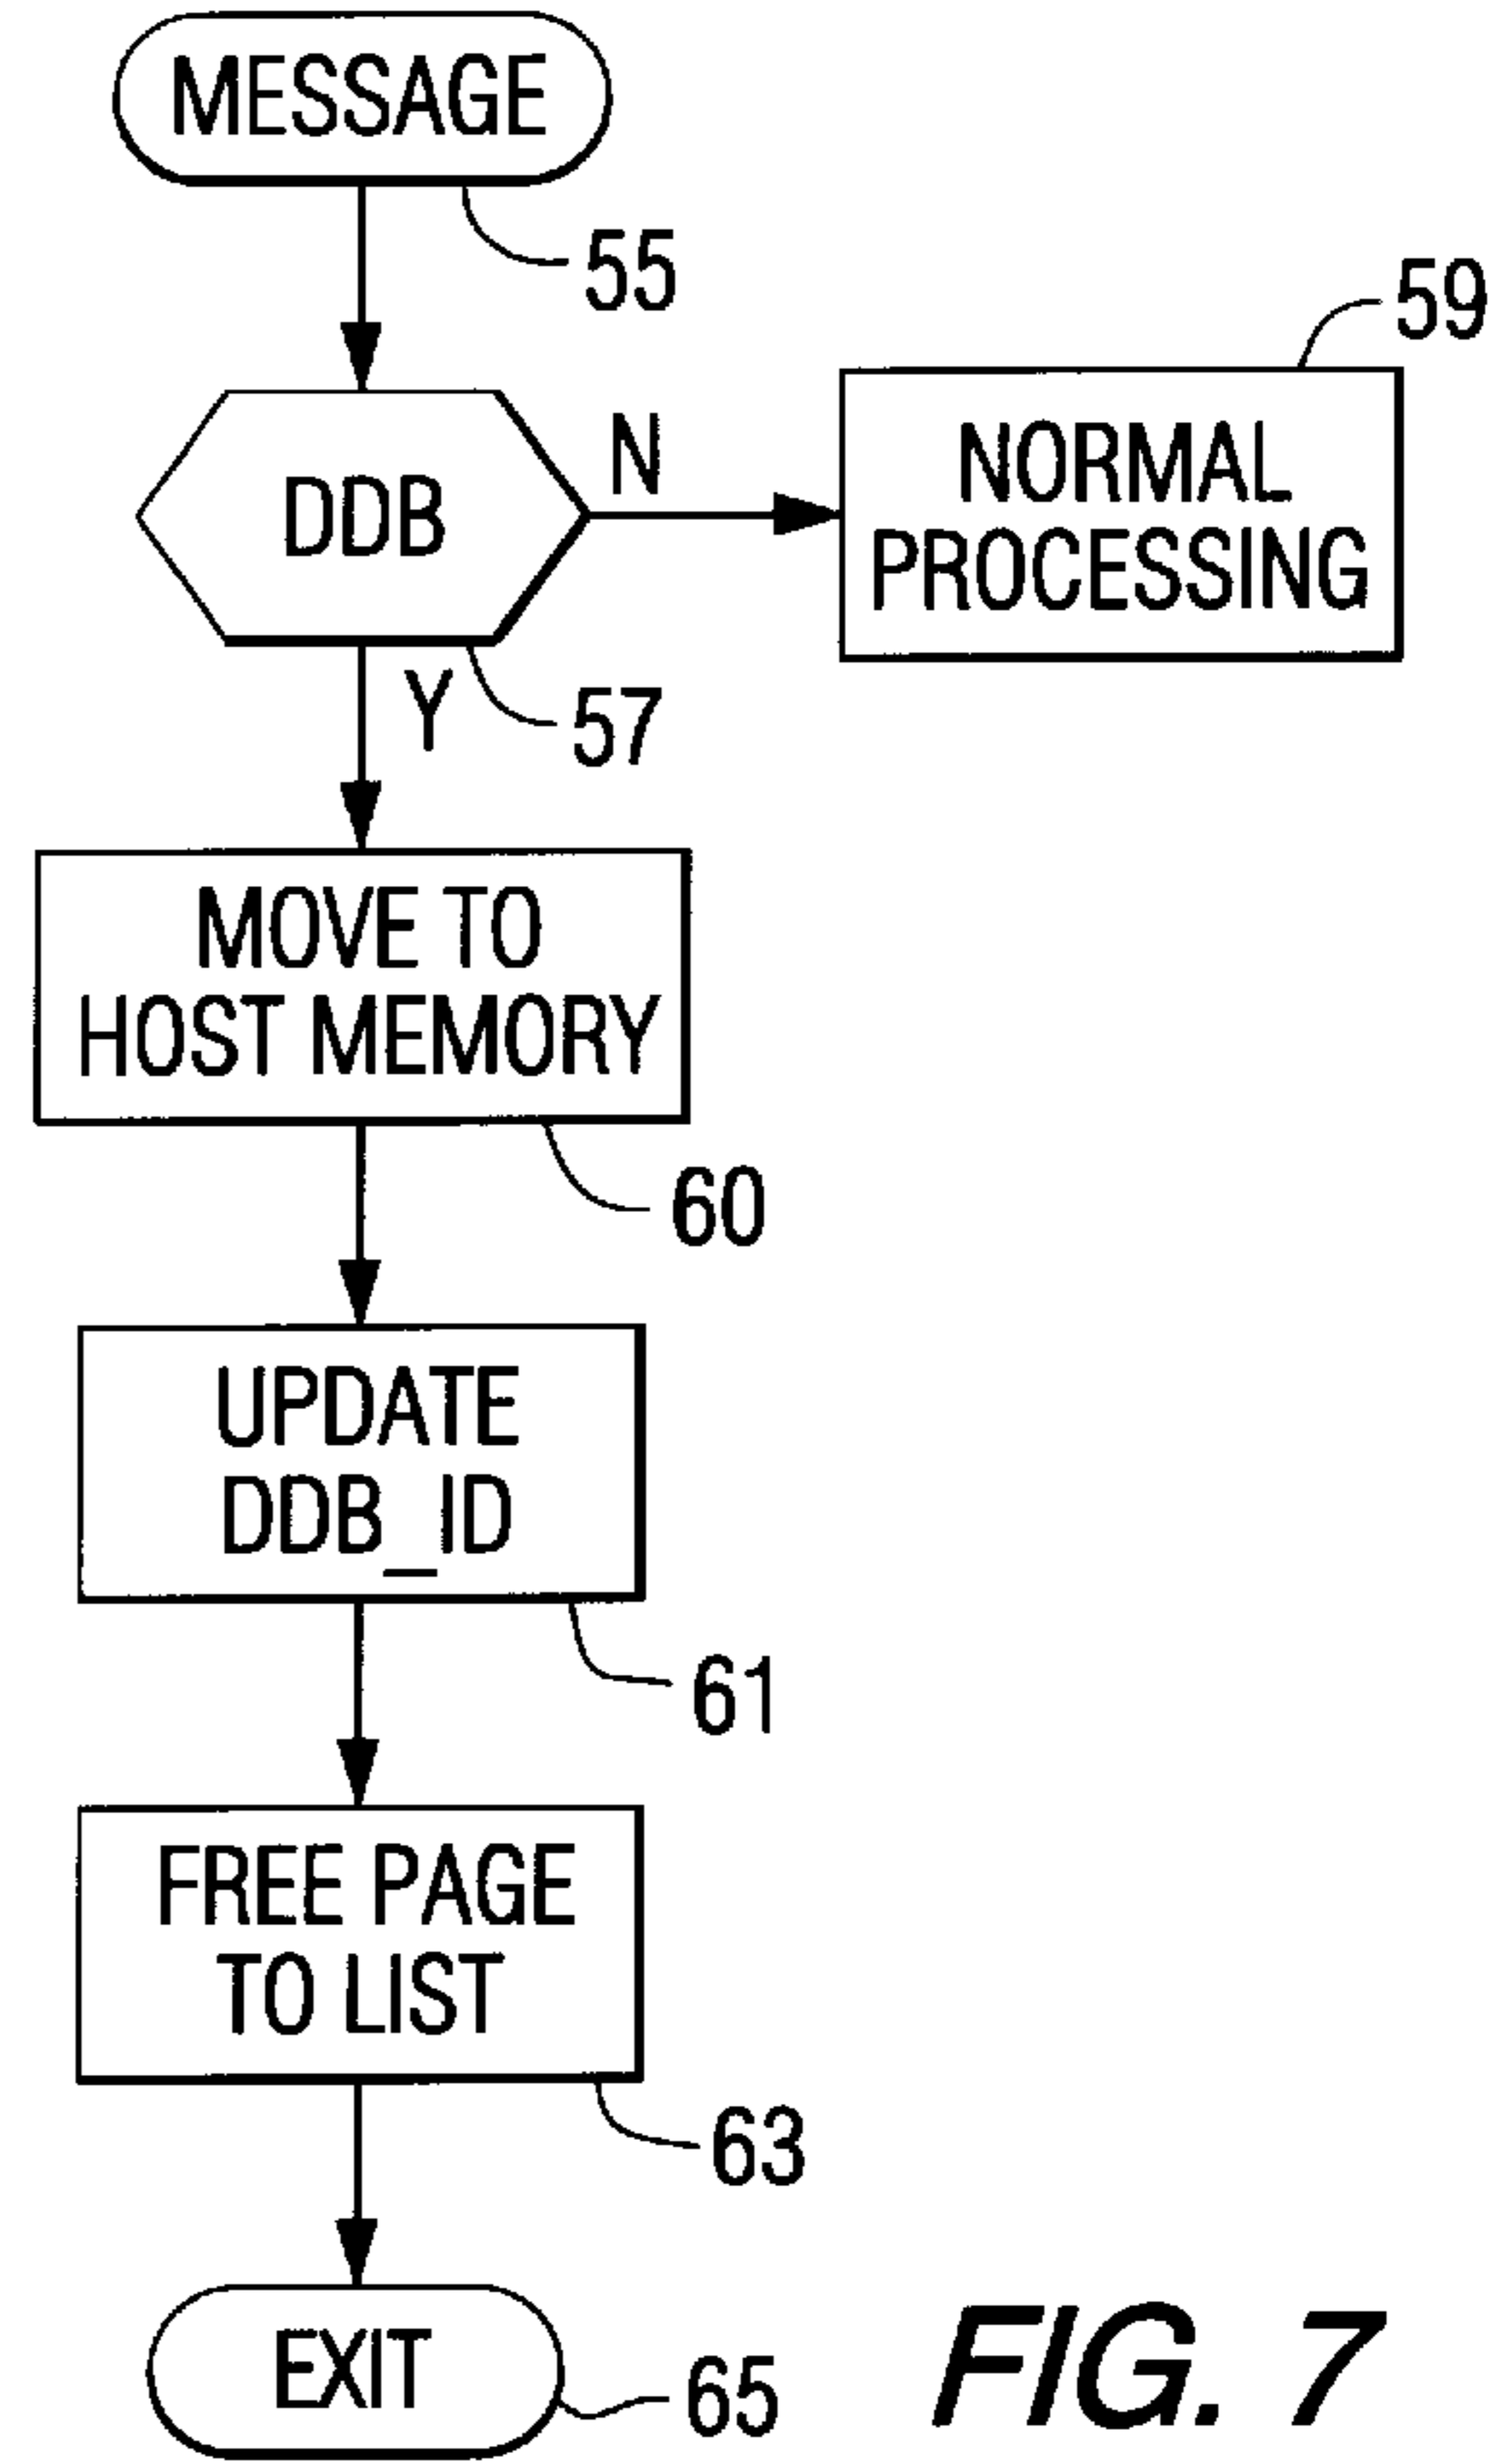 MESSAGE
55
59
DDB
N
NORMAL
PROCESSING
Y
57
MOVE TO
HOST MEMORY
60
UPDATE
DDB_ID
61
FREE PAGE
TO LIST
63
EXIT
65
FIG. 7